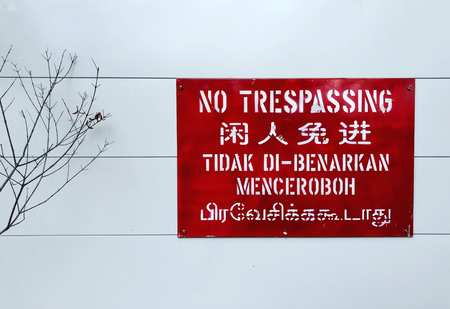 NO TRESPASSING
闲人免进
TIDAK DI-BENARKAN
MENCEROBOH
பிரவேசிக்ககூடாது